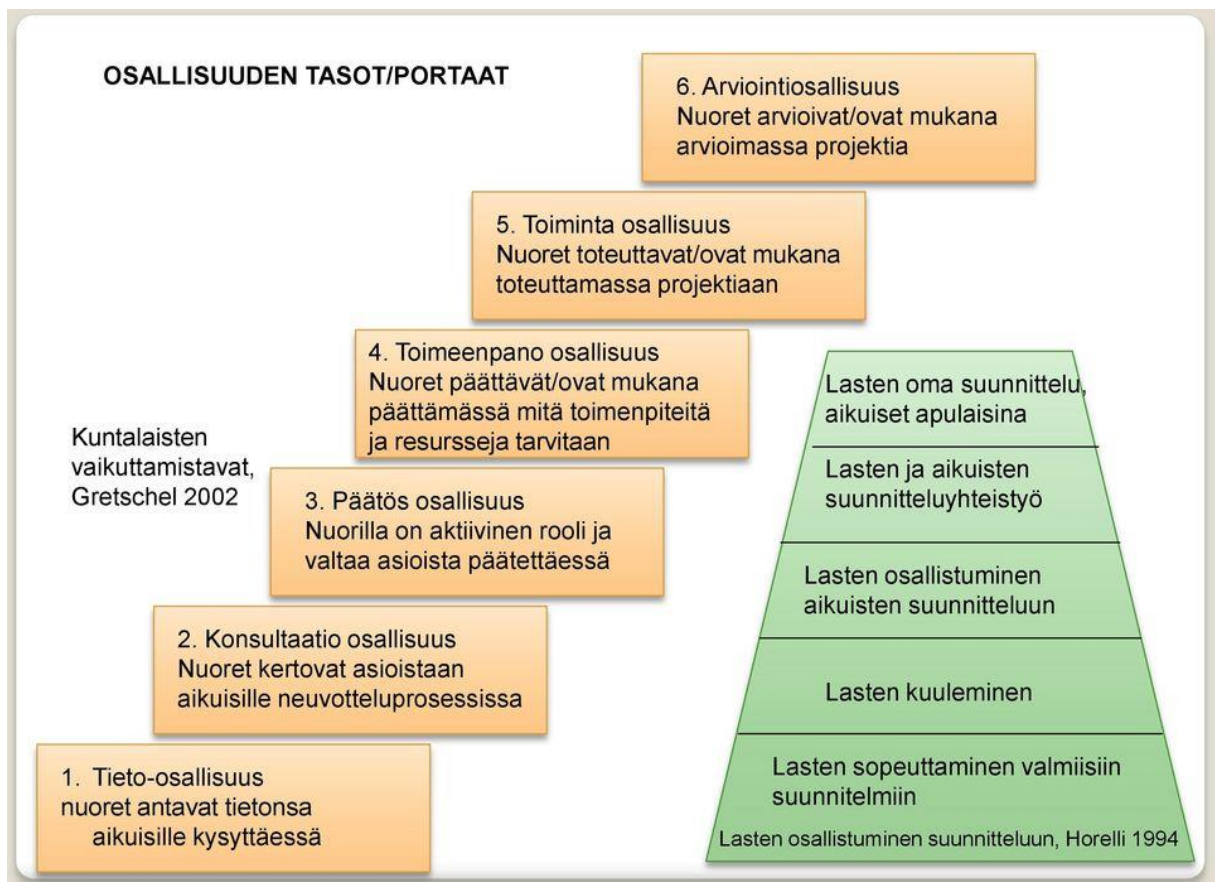 OSALLISUUDEN TASOT/PORTAAT
6. Arviointiosallisuus
Nuoret arvioivat/ovat mukana
arvioimassa projektia
5. Toiminta osallisuus
Nuoret toteuttavat/ovat mukana
toteuttamassa projektiaan
4. Toimeenpano osallisuus
Nuoret päättävät/ovat mukana
päättämässä mitä toimenpiteitä
ja resursseja tarvitaan
Kuntalaisten
vaikuttamistavat,
Gretschel 2002
3. Päätös osallisuus
Nuorilla on aktiivinen rooli ja
valtaa asioista päätettäessä
2. Konsultaatio osallisuus
Nuoret kertovat asioistaan
aikuisille neuvotteluprosessissa
1. Tieto-osallisuus
nuoret antavat tietonsa
aikuisille kysyttäessä
Lasten oma suunnittelu,
aikuiset apulaisina
Lasten ja aikuisten
suunnitteluyhteistyö
Lasten osallistuminen
aikuisten suunnitteluun
Lasten kuuleminen
Lasten sopeuttaminen valmiisiin
suunnitelmiin
Lasten osallistuminen suunnitteluun, Horelli 1994